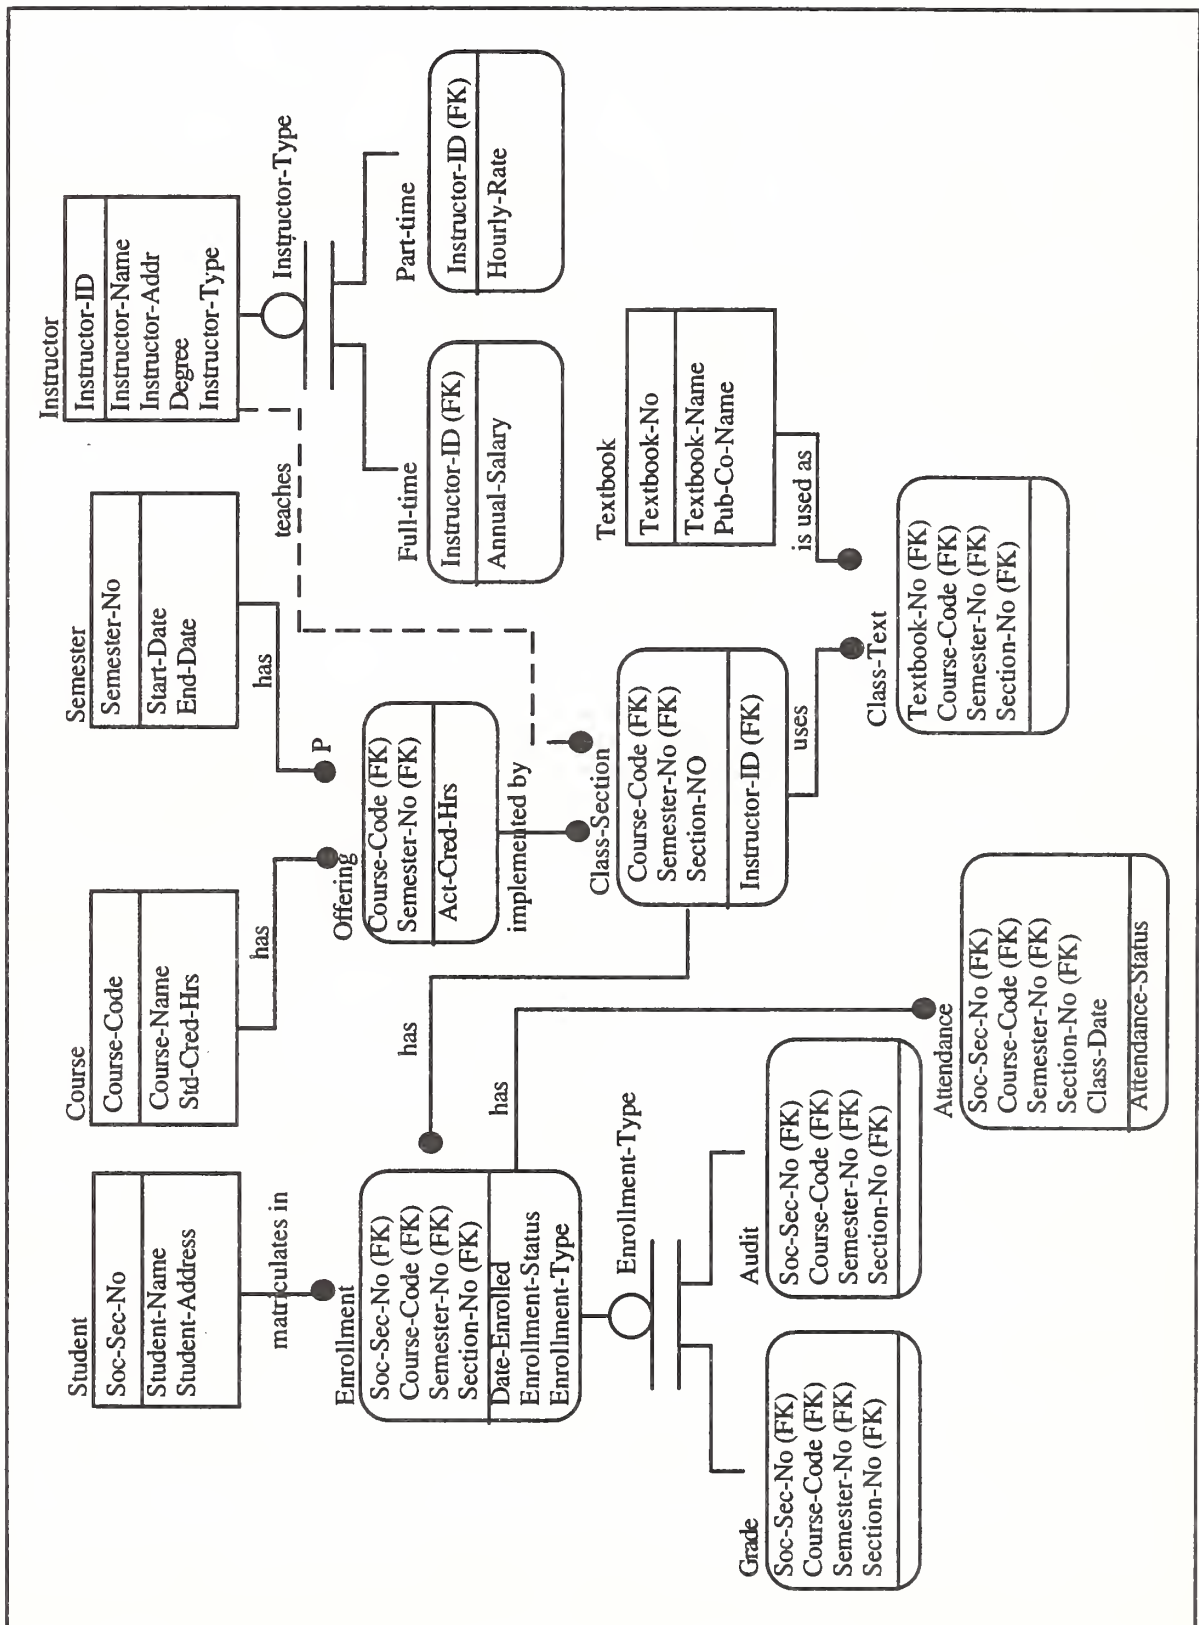 Student
Soc-Sec-No
Student-Name
Student-Address
matriculates in
Course
Course-Code
Course-Name
Std-Cred-Hrs
has
Semester
Semester-No
Start-Date
End-Date
has
P
Instructor
Instructor-ID
Instructor-Name
Instructor-Addr
Degree
Instructor-Type
teaches
Instructor-Type
Enrollment
Soc-Sec-No (FK)
Course-Code (FK)
Semester-No (FK)
Section-No (FK)
Date-Enrolled
Enrollment-Status
Enrollment-Type
has
has
Offering
Course-Code (FK)
Semester-No (FK)
Act-Cred-Hrs
implemented by
Full-time
Instructor-ID (FK)
Annual-Salary
Part-time
Instructor-ID (FK)
Hourly-Rate
Class-Section
Course-Code (FK)
Semester-No (FK)
Section-NO
Instructor-ID (FK)
uses
Textbook
Textbook-No
Textbook-Name
Pub-Co-Name
is used as
Enrollment-Type
Grade
Soc-Sec-No (FK)
Course-Code (FK)
Semester-No (FK)
Section-No (FK)
Audit
Soc-Sec-No (FK)
Course-Code (FK)
Semester-No (FK)
Section-No (FK)
Attendance
Soc-Sec-No (FK)
Course-Code (FK)
Semester-No (FK)
Section-No (FK)
Class-Date
Attendance-Status
Class-Text
Textbook-No (FK)
Course-Code (FK)
Semester-No (FK)
Section-No (FK)